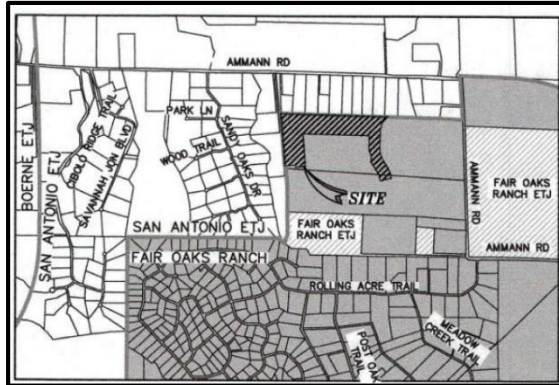 AMMANN RD
BOERNE ETJ
SAN ANTONIO ETJ
CIBOLO RIDGE TRAIL
SAVANNAH JON BLVD
PARK LN
WOOD TRAIL
SANDY OAKS DR
SITE
AMMANN RD
FAIR OAKS
RANCH ETJ
FAIR OAKS
RANCH ETJ
AMMANN RD
SAN ANTONIO ETJ
FAIR OAKS RANCH
ROLLING ACRE TRAIL
POST OAK
TRAIL
MEADOW
CREEK TRAIL